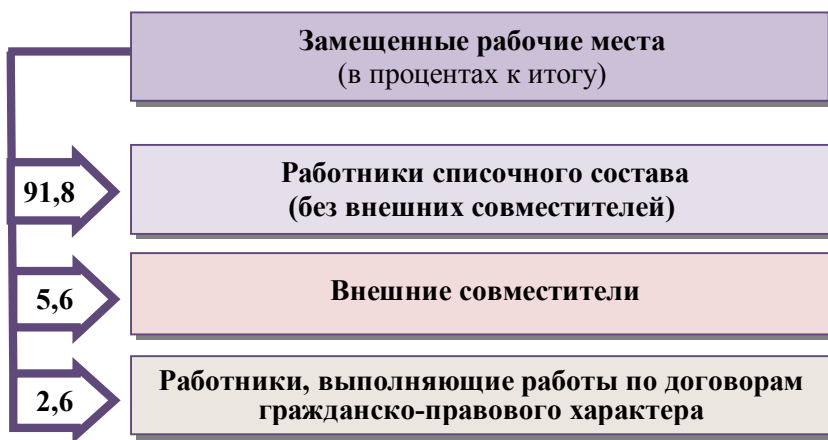 Замещенные рабочие места
(в процентах к итогу)
91,8
Работники списочного состава
(без внешних совместителей)
5,6
Внешние совместители
2,6
Работники, выполняющие работы по договорам
гражданско-правового характера